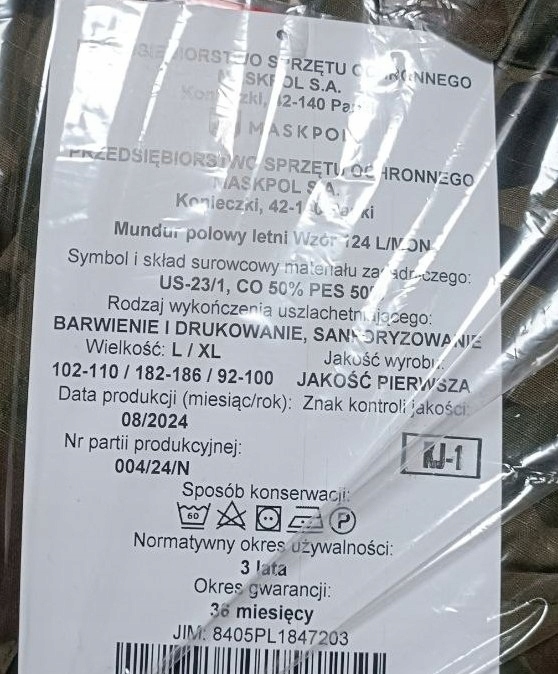 SPRZĘTU
S.A.
42-140
MASKPOL
PRZEDSIĘBIORSTWO SPRZĘTU OCHRONNEGO
MASKPOL S.A.
Konieczki, 42-1
Mundur polowy letni Wzór 124 L/MON
Symbol i skład surowcowy materiału zasadniczego:
US-23/1, CO 50% PES 50%
Rodzaj wykończenia uszlachetniającego:
BARWIENIE I DRUKOWANIE, SANFORYZOWANIE
Wielkość: L / XL
Jakość wyrobu:
102-110 / 182-186 / 92-100 JAKOŚĆ PIERWSZA
Data produkcji (miesiąc/rok): Znak kontroli jakości:
08/2024
Nr partii produkcyjnej:
004/24/N
KJ-1
Sposób konserwacji:
60 P
Normatywny okres używalności:
3 lata
Okres gwarancji:
36 miesięcy
JIM: 8405PL1847203